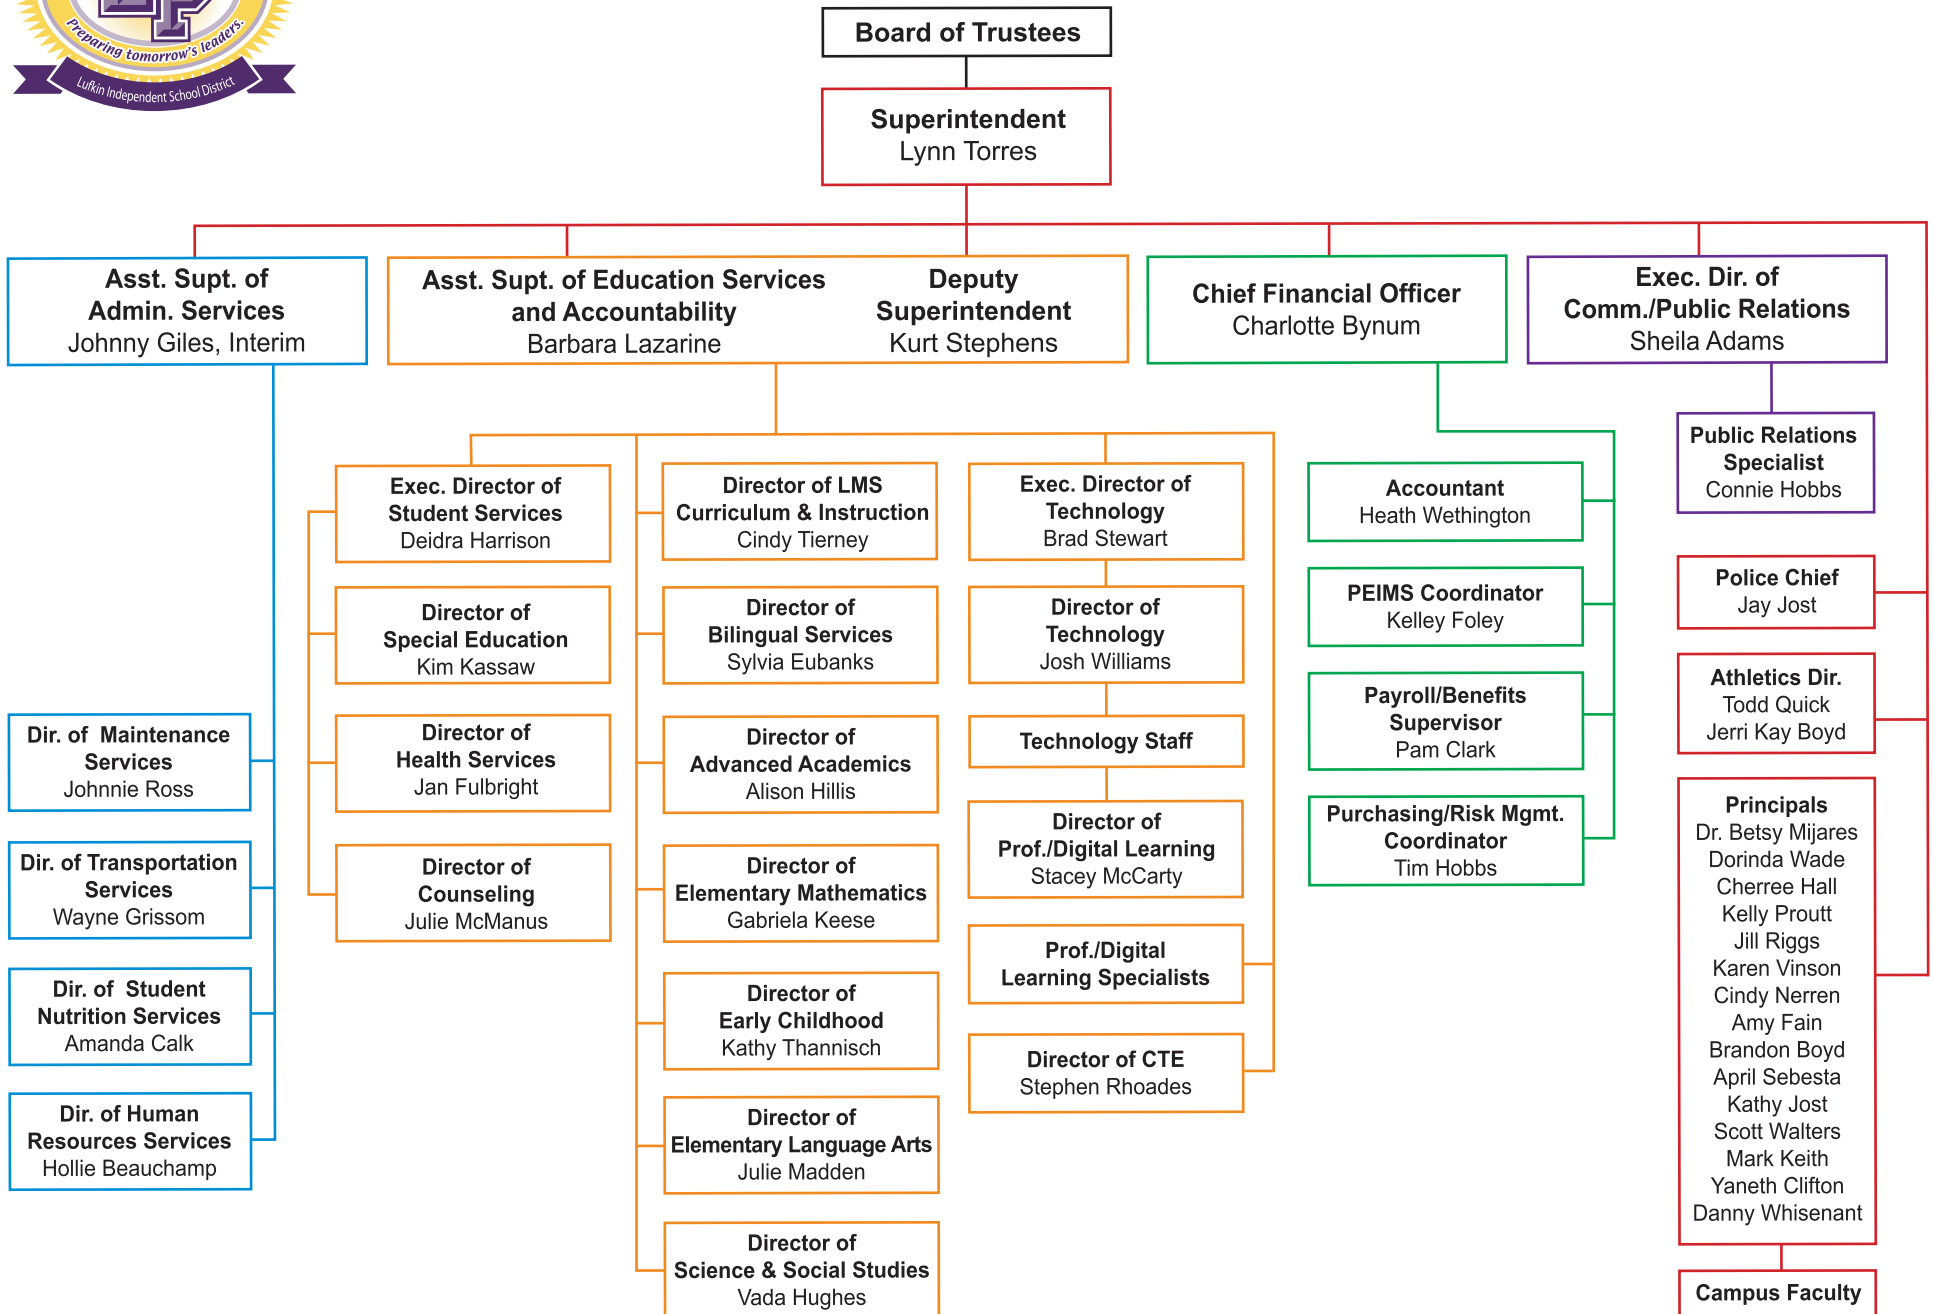 Preparing tomorrow's leaders.
Lufkin Independent School District
Board of Trustees
Superintendent
Lynn Torres
Asst. Supt. of
Admin. Services
Johnny Giles, Interim
Asst. Supt. of Education Services
and Accountability
Barbara Lazarine
Deputy
Superintendent
Kurt Stephens
Chief Financial Officer
Charlotte Bynum
Exec. Dir. of
Comm./Public Relations
Sheila Adams
Dir. of Maintenance
Services
Johnnie Ross
Dir. of Transportation
Services
Wayne Grissom
Dir. of Student
Nutrition Services
Amanda Calk
Dir. of Human
Resources Services
Hollie Beauchamp
Exec. Director of
Student Services
Deidra Harrison
Director of
Special Education
Kim Kassaw
Director of
Health Services
Jan Fulbright
Director of
Counseling
Julie McManus
Director of LMS
Curriculum & Instruction
Cindy Tierney
Director of
Bilingual Services
Sylvia Eubanks
Director of
Advanced Academics
Alison Hillis
Director of
Elementary Mathematics
Gabriela Keese
Director of
Early Childhood
Kathy Thannisch
Director of
Elementary Language Arts
Julie Madden
Director of
Science & Social Studies
Vada Hughes
Exec. Director of
Technology
Brad Stewart
Director of
Technology
Josh Williams
Technology Staff
Director of
Prof./Digital Learning
Stacey McCarty
Prof./Digital
Learning Specialists
Director of CTE
Stephen Rhoades
Accountant
Heath Wethington
PEIMS Coordinator
Kelley Foley
Payroll/Benefits
Supervisor
Pam Clark
Purchasing/Risk Mgmt.
Coordinator
Tim Hobbs
Public Relations
Specialist
Connie Hobbs
Police Chief
Jay Jost
Athletics Dir.
Todd Quick
Jerri Kay Boyd
Principals
Dr. Betsy Mijares
Dorinda Wade
Cherree Hall
Kelly Proutt
Jill Riggs
Karen Vinson
Cindy Nerren
Amy Fain
Brandon Boyd
April Sebesta
Kathy Jost
Scott Walters
Mark Keith
Yaneth Clifton
Danny Whisenant
Campus Faculty